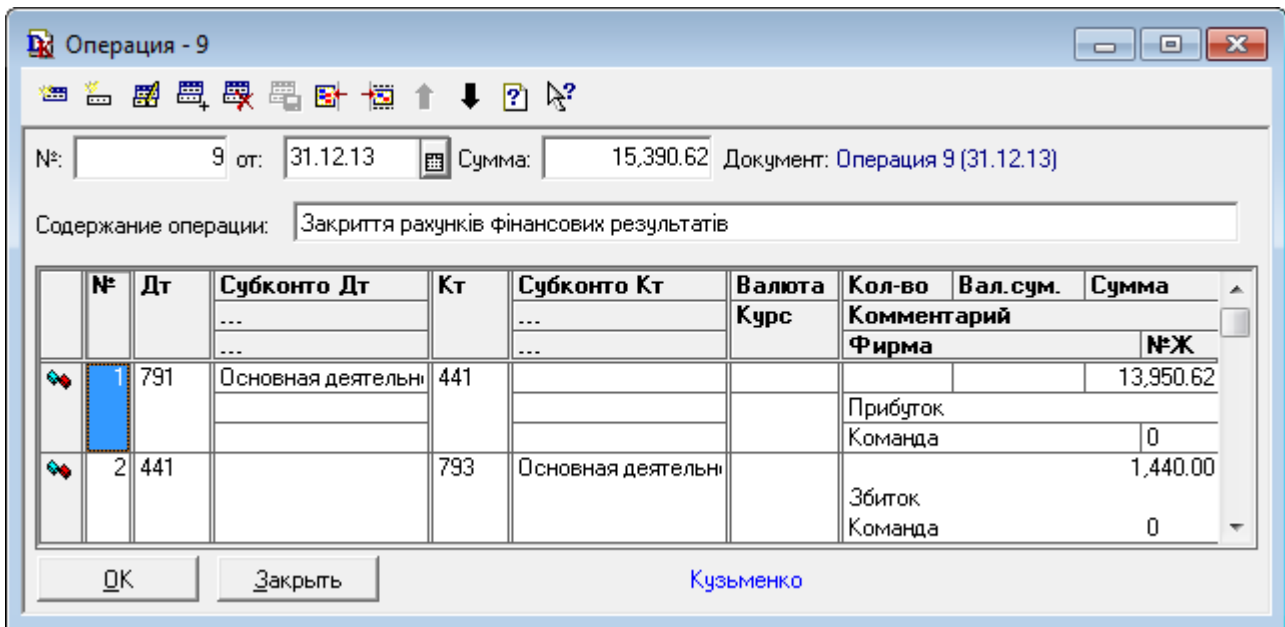 Операция - 9
№: 9 от: 31.12.13 Сумма: 15,390.62 Документ: Операция 9 (31.12.13)
Содержание операции: Закриття рахунків фінансових результатів
№ Дт Субконто Дт Кт Субконто Кт Валюта Кол-во Вал.сум. Сумма
... ... Курс Комментарий
... ... Фирма №Ж
1 791 Основная деятельн 441 13,950.62
Прибуток
Команда 0
2 441 793 Основная деятельн 1,440.00
Збиток
Команда 0
OK Закрыть Кузьменко